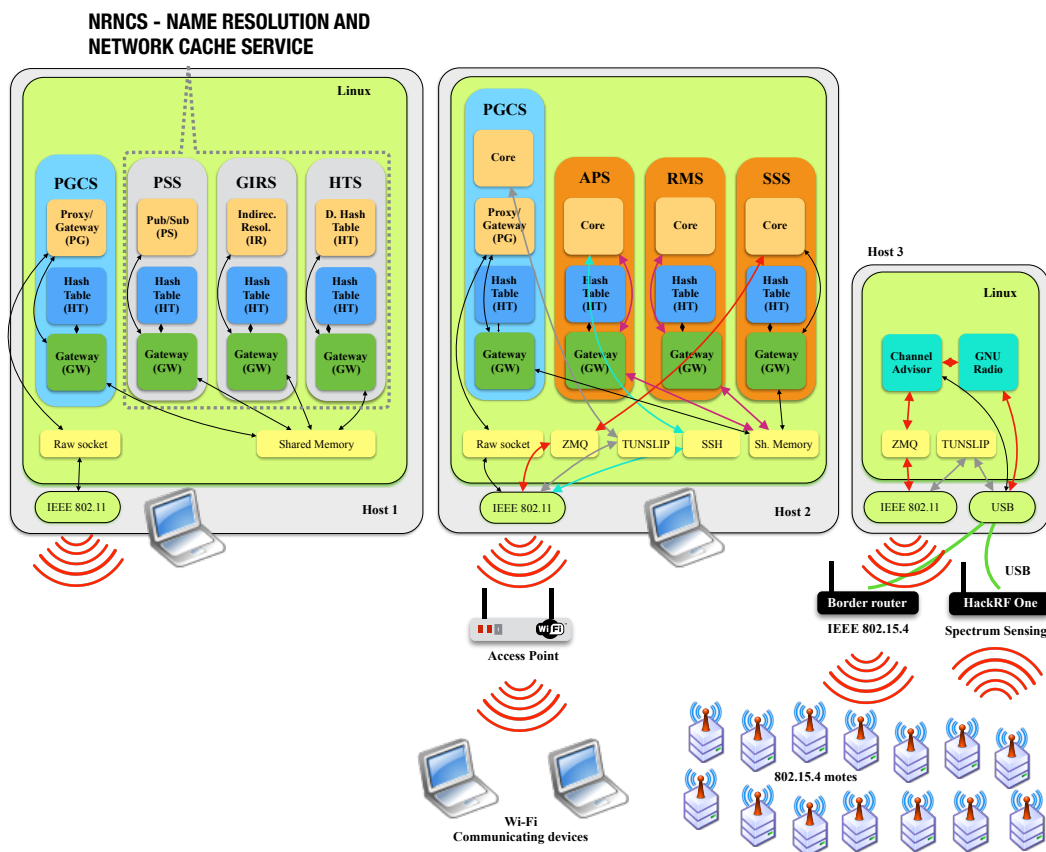 NRNCS - NAME RESOLUTION AND
NETWORK CACHE SERVICE
Linux
PGCS
Proxy/
Gateway
(PG)
Hash
Table
(HT)
Gateway
(GW)
PSS
Pub/Sub
(PS)
Hash
Table
(HT)
Gateway
(GW)
GIRS
Indirec.
Resol.
(IR)
Hash
Table
(HT)
Gateway
(GW)
HTS
D. Hash
Table
(HT)
Hash
Table
(HT)
Gateway
(GW)
Raw socket
Shared Memory
IEEE 802.11
Host 1
Linux
PGCS
Core
Proxy/
Gateway
(PG)
Hash
Table
(HT)
Gateway
(GW)
APS
Core
Hash
Table
(HT)
Gateway
(GW)
RMS
Core
Hash
Table
(HT)
Gateway
(GW)
SSS
Core
Hash
Table
(HT)
Gateway
(GW)
Raw socket
ZMQ
TUNSLIP
SSH
Sh. Memory
IEEE 802.11
Host 2
Host 3
Linux
Channel
Advisor
GNU
Radio
ZMQ
TUNSLIP
IEEE 802.11
USB
USB
Border router
IEEE 802.15.4
HackRF One
Spectrum Sensing
Wi Fi
Access Point
802.15.4 motes
Wi-Fi
Communicating devices